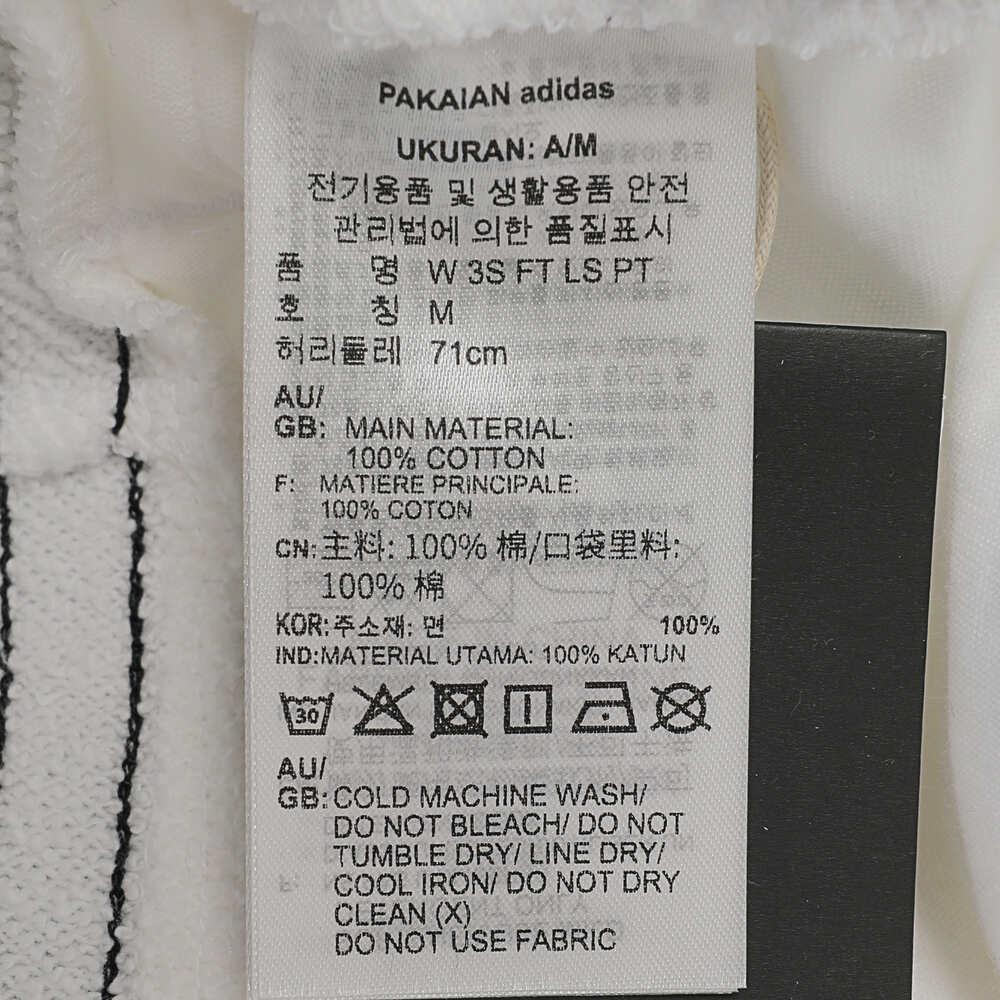 PAKAIAN adidas
UKURAN: A/M
전기용품 및 생활용품 안전
관리법에 의한 품질표시
품 명 W 3S FT LS PT
호 칭 M
허리둘레 71cm
AU/
GB: MAIN MATERIAL:
100% COTTON
F: MATIERE PRINCIPALE:
100% COTON
CN: 主料: 100% 棉/口袋里料:
100% 棉
KOR: 주소재: 면 100%
IND: MATERIAL UTAMA: 100% KATUN
30
AU/
GB: COLD MACHINE WASH/
DO NOT BLEACH/ DO NOT
TUMBLE DRY/ LINE DRY/
COOL IRON/ DO NOT DRY
CLEAN (X)
DO NOT USE FABRIC